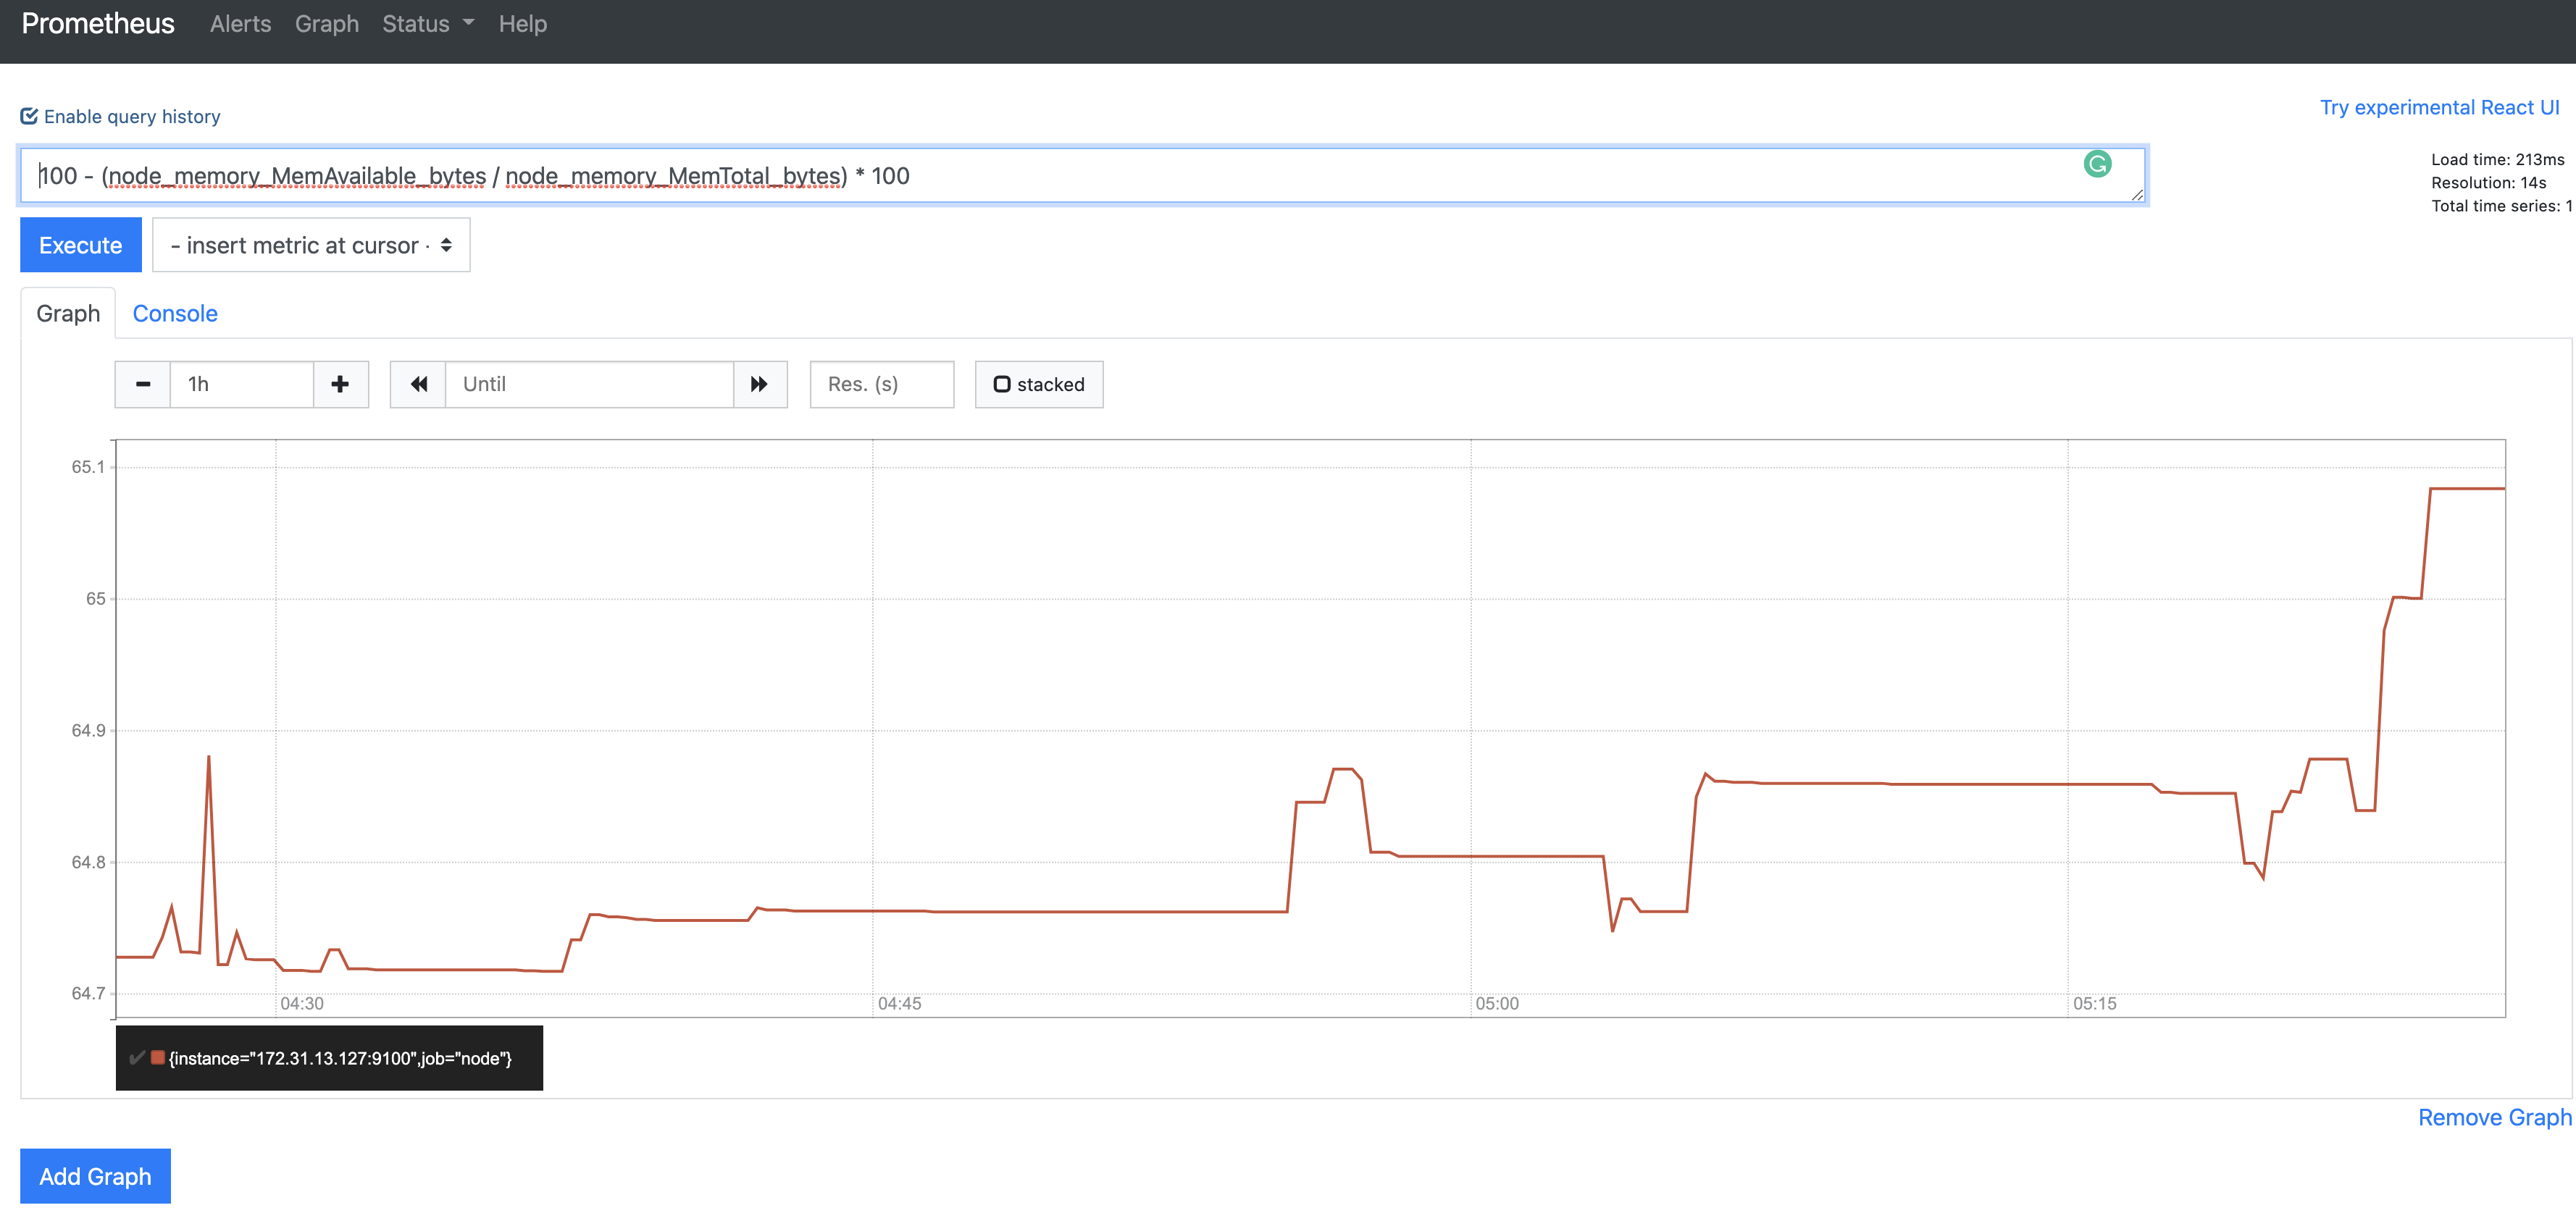 Prometheus Alerts Graph Status Help
Enable query history
Try experimental React UI
100 - (node_memory_MemAvailable_bytes / node_memory_MemTotal_bytes) * 100
Load time: 213ms
Resolution: 14s
Total time series: 1
Execute - insert metric at cursor -
Graph Console
1h Until Res. (s) stacked
65.1
65
64.9
64.8
64.7
04:30 04:45 05:00 05:15
{instance="172.31.13.127:9100",job="node"}
Remove Graph
Add Graph